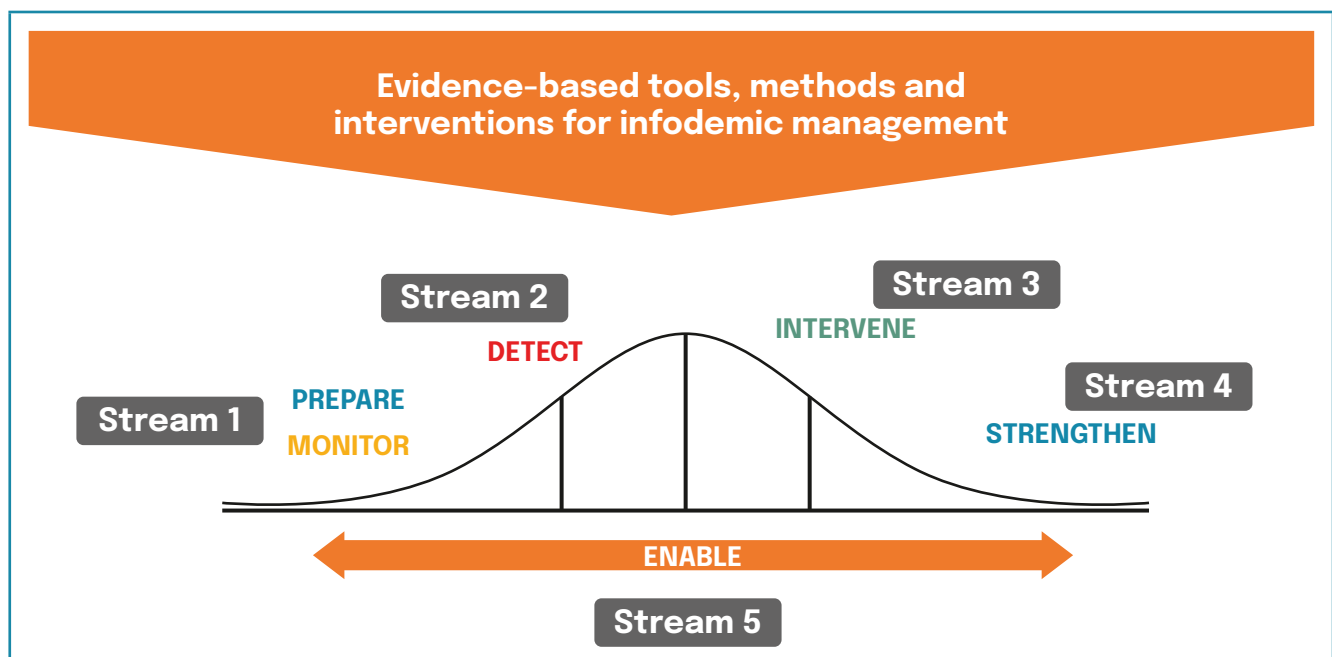 Evidence-based tools, methods and
interventions for infodemic management
Stream 1
PREPARE
MONITOR
Stream 2
DETECT
Stream 3
INTERVENE
Stream 4
STRENGTHEN
ENABLE
Stream 5